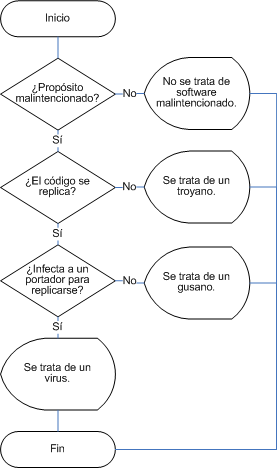 Inicio
¿Propósito
malintencionado?
No
No se trata de
software
malintencionado.
Sí
¿El código se
replica?
No
Se trata de un
troyano.
Sí
¿Infecta a un
portador para
replicarse?
No
Se trata de un
gusano.
Sí
Se trata de un
virus.
Fin